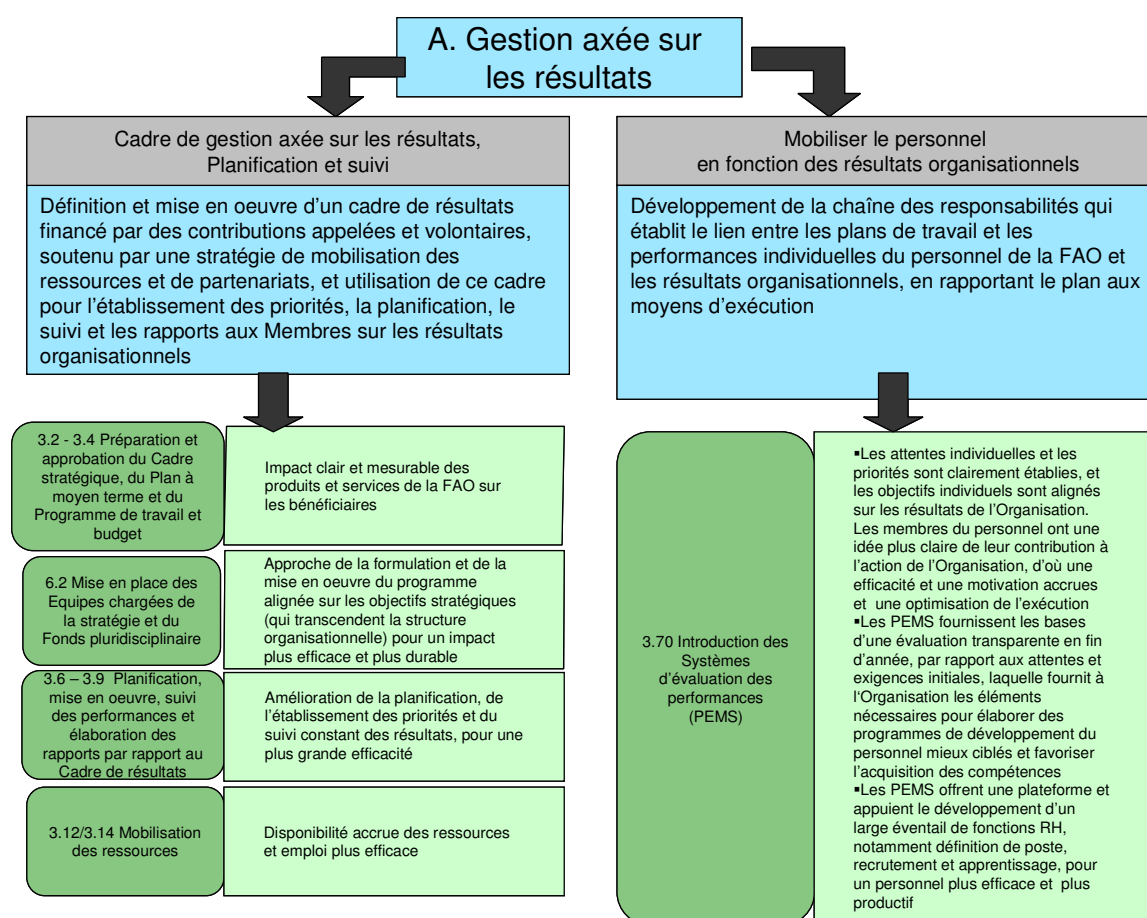 A. Gestion axée sur
les résultats
Cadre de gestion axée sur les résultats,
Planification et suivi
Définition et mise en oeuvre d'un cadre de résultats
financé par des contributions appelées et volontaires,
soutenu par une stratégie de mobilisation des
ressources et de partenariats, et utilisation de ce cadre
pour l'établissement des priorités, la planification, le
suivi et les rapports aux Membres sur les résultats
organisationnels
3.2 - 3.4 Préparation et
approbation du Cadre
stratégique, du Plan à
moyen terme et du
Programme de travail et
budget
Impact clair et mesurable des
produits et services de la FAO sur
les bénéficiaires
6.2 Mise en place des
Equipes chargées de
la stratégie et du
Fonds pluridisciplinaire
Approche de la formulation et de la
mise en oeuvre du programme
alignée sur les objectifs stratégiques
(qui transcendent la structure
organisationnelle) pour un impact
plus efficace et plus durable
3.6 – 3.9 Planification,
mise en oeuvre, suivi
des performances et
élaboration des
rapports par rapport au
Cadre de résultats
Amélioration de la planification, de
l'établissement des priorités et du
suivi constant des résultats, pour une
plus grande efficacité
3.12/3.14 Mobilisation
des ressources
Disponibilité accrue des ressources
et emploi plus efficace
Mobiliser le personnel
en fonction des résultats organisationnels
Développement de la chaîne des responsabilités qui
établit le lien entre les plans de travail et les
performances individuelles du personnel de la FAO et
les résultats organisationnels, en rapportant le plan aux
moyens d'exécution
3.70 Introduction des
Systèmes
d'évaluation des
performances
(PEMS)
▪Les attentes individuelles et les
priorités sont clairement établies, et
les objectifs individuels sont alignés
sur les résultats de l'Organisation.
Les membres du personnel ont une
idée plus claire de leur contribution à
l'action de l'Organisation, d'où une
efficacité et une motivation accrues
et une optimisation de l'exécution
▪Les PEMS fournissent les bases
d'une évaluation transparente en fin
d'année, par rapport aux attentes et
exigences initiales, laquelle fournit à
l'Organisation les éléments
nécessaires pour élaborer des
programmes de développement du
personnel mieux ciblés et favoriser
l'acquisition des compétences
▪Les PEMS offrent une plateforme et
appuient le développement d'un
large éventail de fonctions RH,
notamment définition de poste,
recrutement et apprentissage, pour
un personnel plus efficace et plus
productif